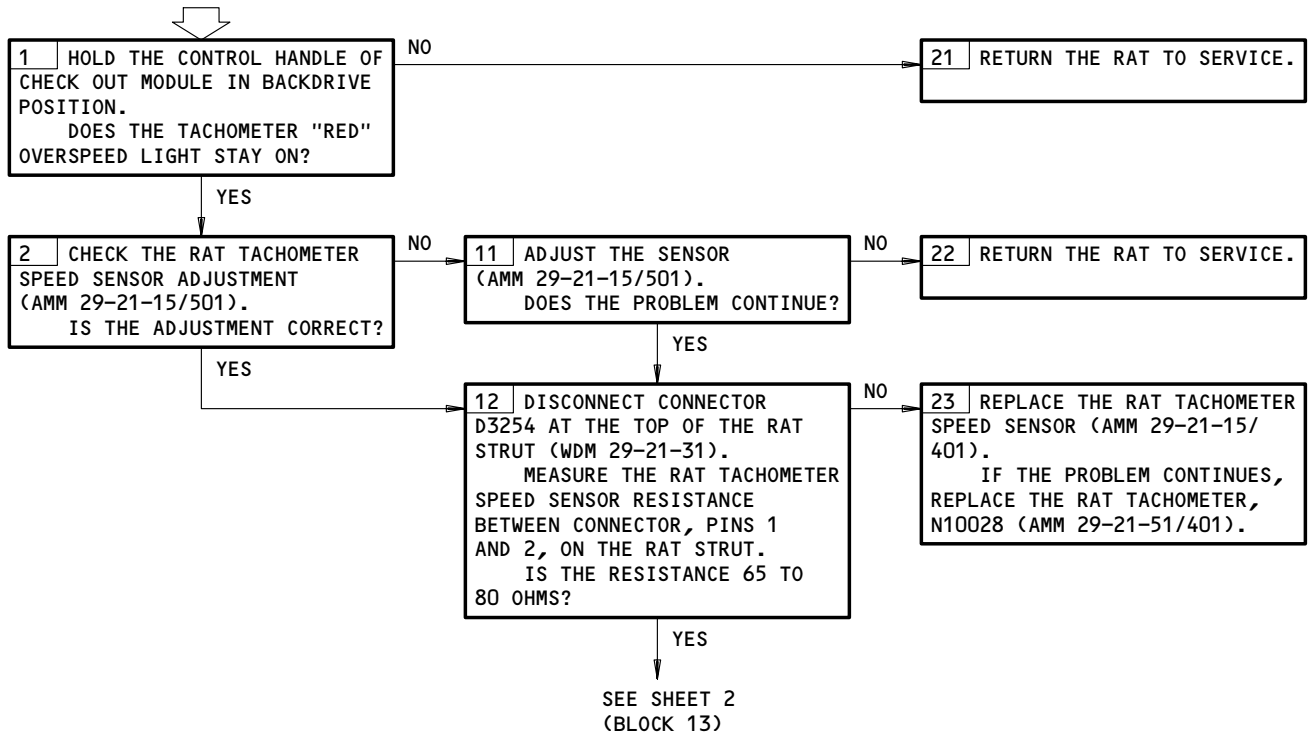 1 HOLD THE CONTROL HANDLE OF
CHECK OUT MODULE IN BACKDRIVE
POSITION.
DOES THE TACHOMETER "RED"
OVERSPEED LIGHT STAY ON?
NO
21 RETURN THE RAT TO SERVICE.
YES
2 CHECK THE RAT TACHOMETER
SPEED SENSOR ADJUSTMENT
(AMM 29-21-15/501).
IS THE ADJUSTMENT CORRECT?
NO
11 ADJUST THE SENSOR
(AMM 29-21-15/501).
DOES THE PROBLEM CONTINUE?
NO
22 RETURN THE RAT TO SERVICE.
YES
YES
12 DISCONNECT CONNECTOR
D3254 AT THE TOP OF THE RAT
STRUT (WDM 29-21-31).
MEASURE THE RAT TACHOMETER
SPEED SENSOR RESISTANCE
BETWEEN CONNECTOR, PINS 1
AND 2, ON THE RAT STRUT.
IS THE RESISTANCE 65 TO
80 OHMS?
NO
23 REPLACE THE RAT TACHOMETER
SPEED SENSOR (AMM 29-21-15/
401).
IF THE PROBLEM CONTINUES,
REPLACE THE RAT TACHOMETER,
N10028 (AMM 29-21-51/401).
YES
SEE SHEET 2
(BLOCK 13)